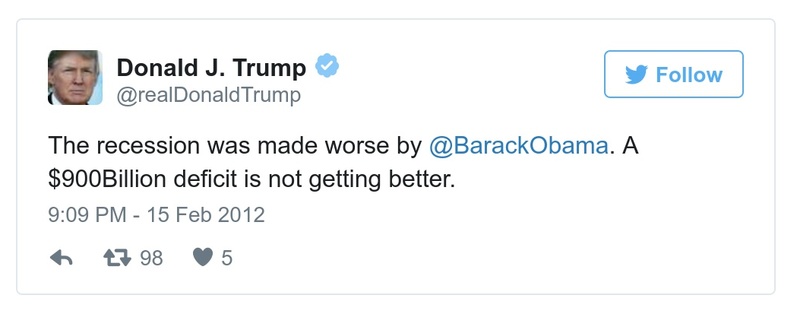 Donald J. Trump
@realDonaldTrump
Follow
The recession was made worse by @BarackObama. A
$900Billion deficit is not getting better.
9:09 PM - 15 Feb 2012
98
5